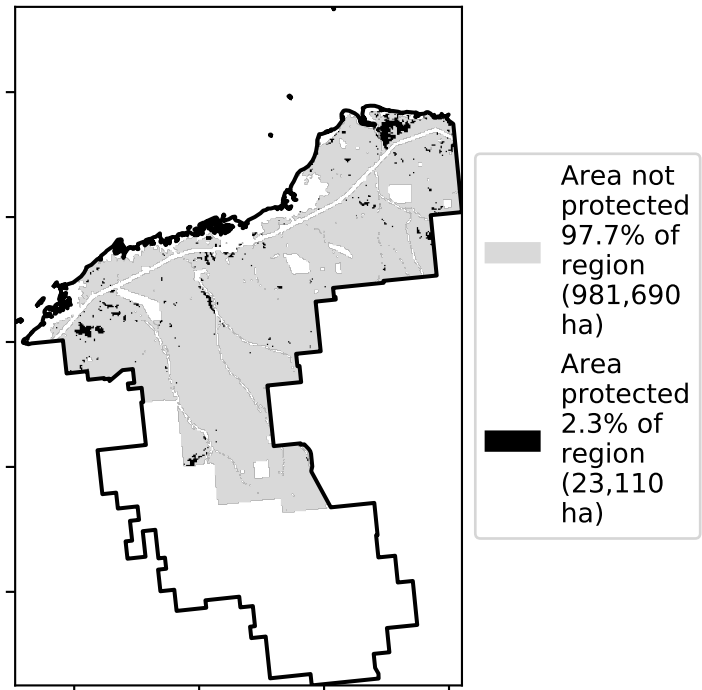 Area not
protected
97.7% of
region
(981,690
ha)
Area
protected
2.3% of
region
(23,110
ha)